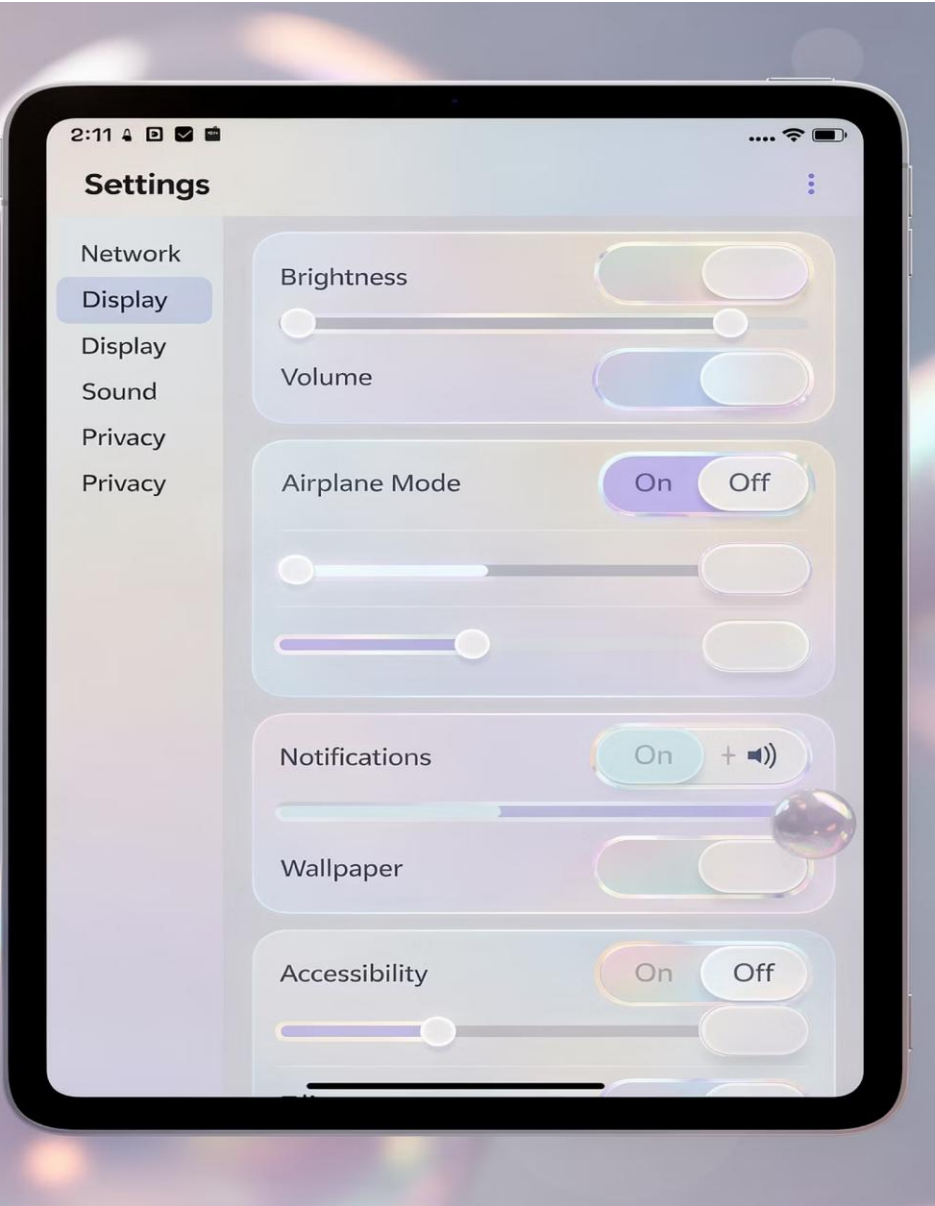 2:11
Settings
Network
Display
Display
Sound
Privacy
Privacy
Brightness
Volume
Airplane Mode On Off
Notifications On
Wallpaper
Accessibility On Off